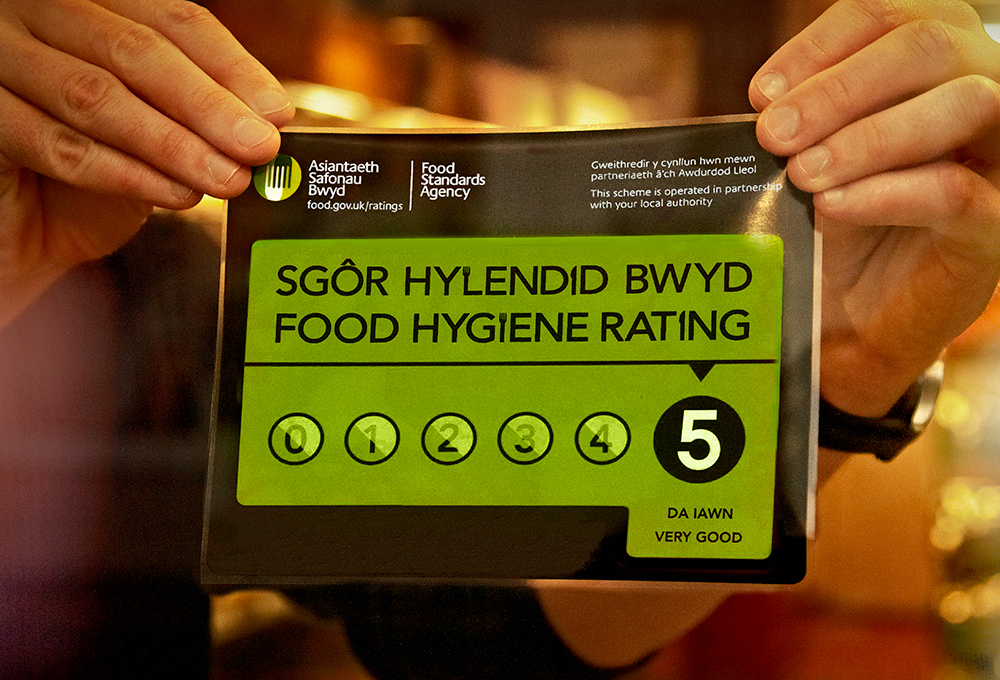 Asiantaeth
Safonau
Bwyd
food.gov.uk/ratings
Food
Standards
Agency
Gweithredir y cynllun hwn mewn
partneriaeth â'ch Awdurdod Lleol
This scheme is operated in partnership
with your local authority
SGÔR HYLENDID BWYD
FOOD HYGIENE RATING
0 1 2 3 4 5
DA IAWN
VERY GOOD